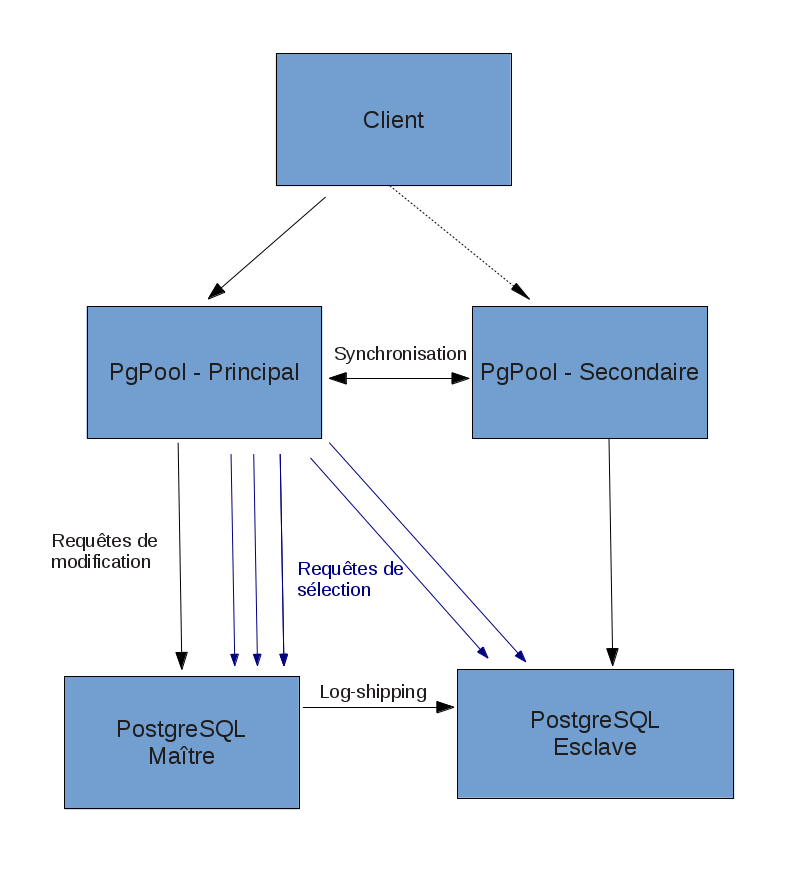 Client
Synchronisation
PgPool - Principal
PgPool - Secondaire
Requêtes de
modification
Requêtes de
sélection
Log-shipping
PostgreSQL
Maître
PostgreSQL
Esclave